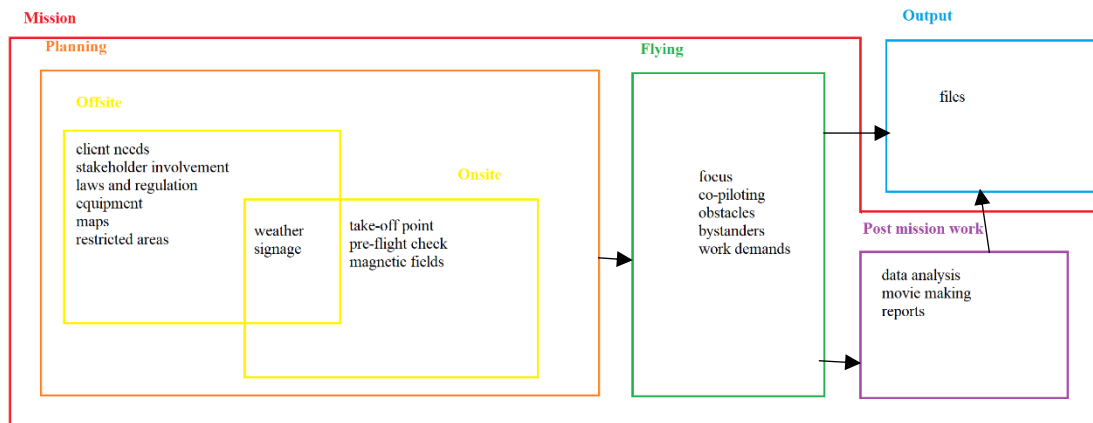 Mission
Planning
Offsite
client needs
stakeholder involvement
laws and regulation
equipment
maps
restricted areas
Onsite
weather
signage
take-off point
pre-flight check
magnetic fields
Flying
focus
co-piloting
obstacles
bystanders
work demands
Output
files
Post mission work
data analysis
movie making
reports